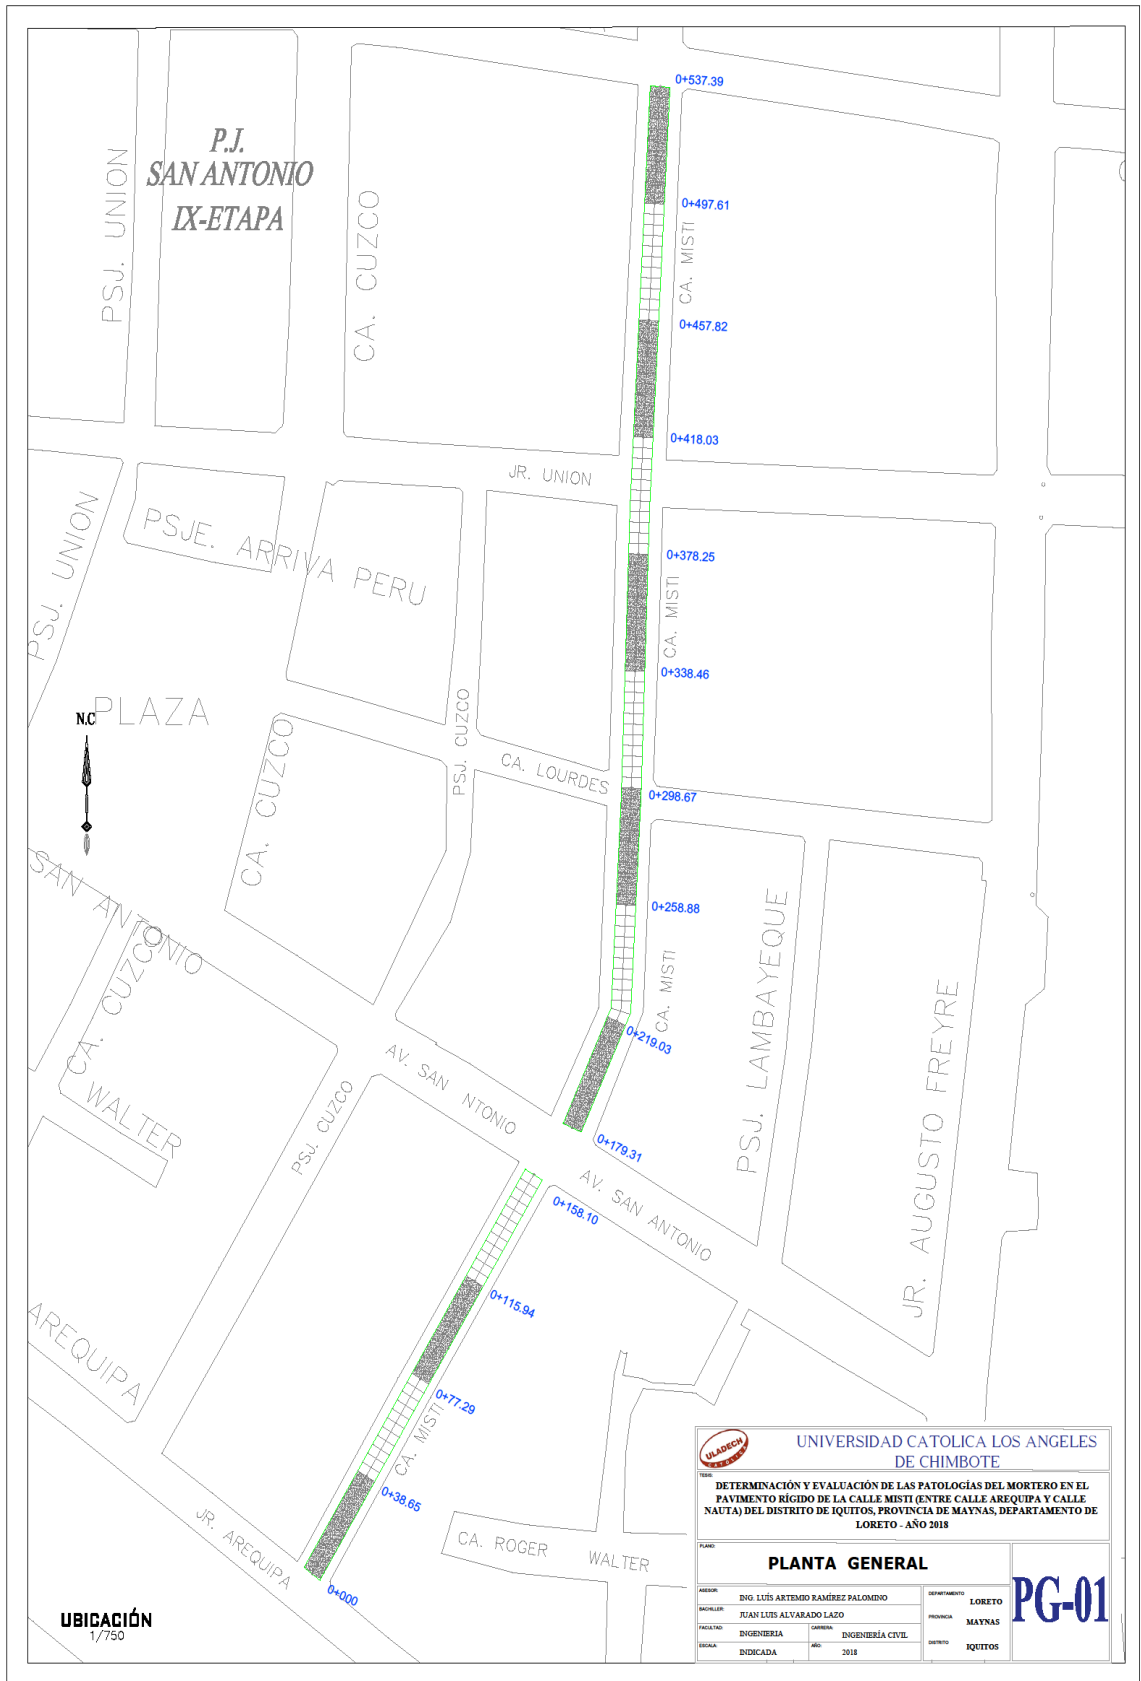 0+537.39
P.J.
SAN ANTONIO
IX-ETAPA
PSJ. UNION
CA. CUZCO
0+497.61
CA. MISTI
0+457.82
0+418.03
JR. UNION
PSJ. UNION
PSJE. ARRIVA PERU
0+378.25
CA. MISTI
0+338.46
PLAZA
N.C
PSJ. CUZCO
CA. CUZCO
CA. LOURDES
0+298.67
SAN ANTONIO
CA. CUZCO
0+258.88
CA. MISTI
PSJ. LAMBAYEQUE
JR. AUGUSTO FREYRE
0+219.03
AV. SAN NTONIO
WALTER
PSJ. CUZCO
0+179.31
AV. SAN ANTONIO
0+158.10
0+115.94
AREQUIPA
0+77.29
CA. MISTI
0+38.65
JR. AREQUIPA
CA. ROGER WALTER
0+000
UBICACIÓN
1/750
ULADECH
CATOLICA
UNIVERSIDAD CATOLICA LOS ANGELES
DE CHIMBOTE
TESIS:
DETERMINACIÓN Y EVALUACIÓN DE LAS PATOLOGÍAS DEL MORTERO EN EL
PAVIMENTO RÍGIDO DE LA CALLE MISTI (ENTRE CALLE AREQUIPA Y CALLE
NAUTA) DEL DISTRITO DE IQUITOS, PROVINCIA DE MAYNAS, DEPARTAMENTO DE
LORETO - AÑO 2018
PLANO:
PLANTA GENERAL
PG-01
ASESOR:
ING. LUÍS ARTEMIO RAMÍREZ PALOMINO
BACHILLER:
JUAN LUIS ALVARADO LAZO
FACULTAD:
INGENIERIA
CARRERA:
INGENIERÍA CIVIL
ESCALA:
INDICADA
AÑO:
2018
DEPARTAMENTO
LORETO
PROVINCIA
MAYNAS
DISTRITO
IQUITOS